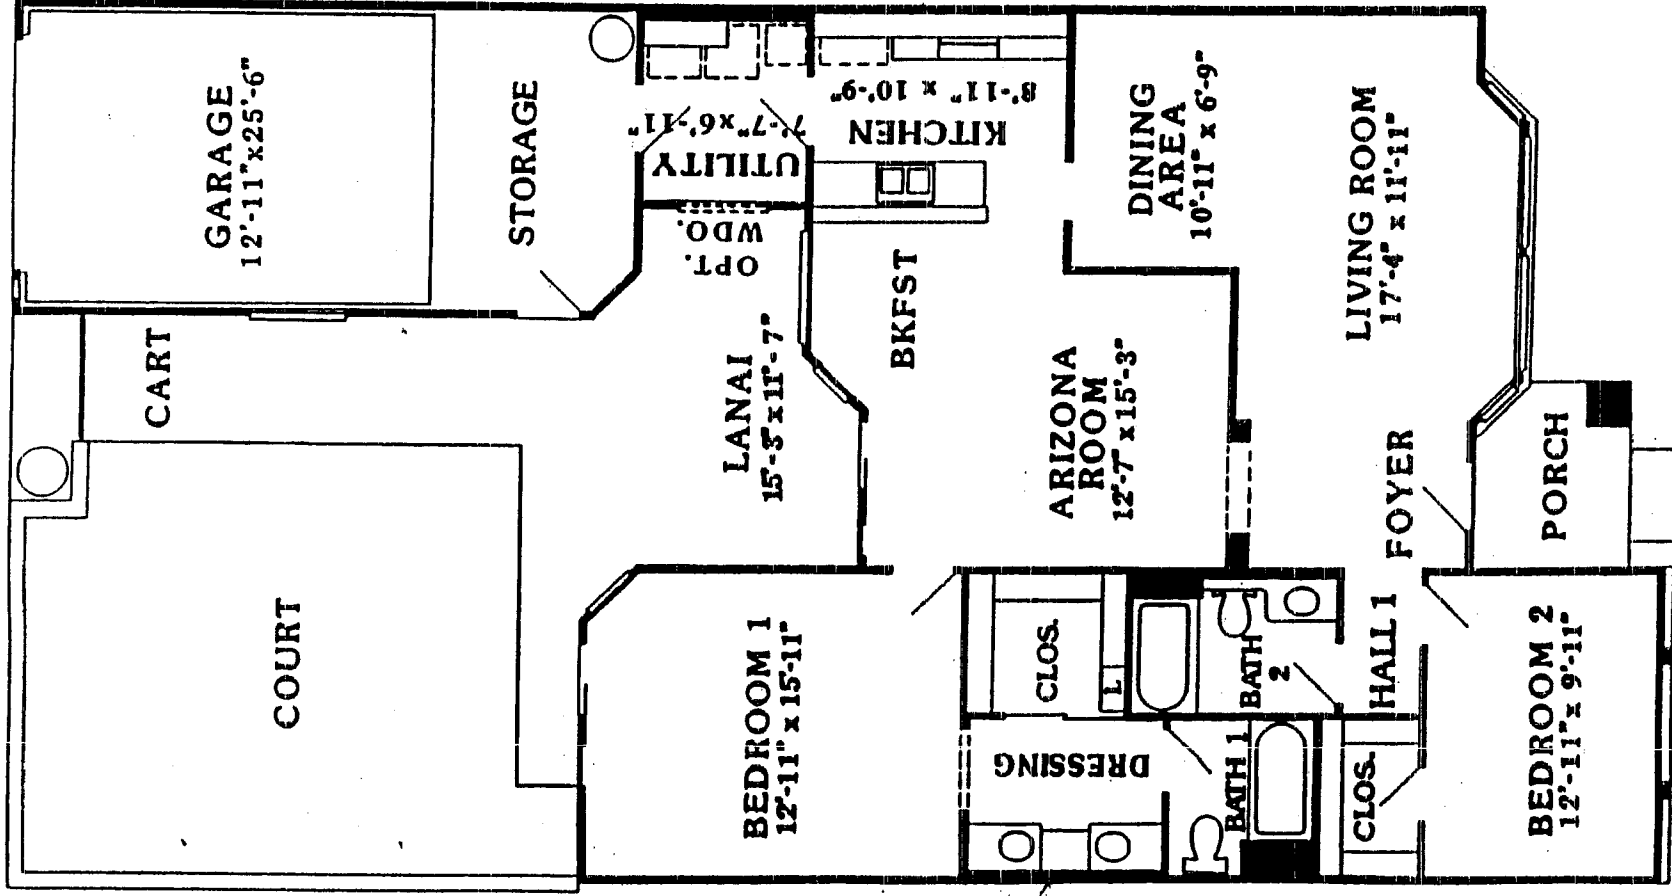 GARAGE
12'-11"x25'-6"
STORAGE
UTILITY
7'-7"x6'-11"
KITCHEN
8'-11" x 10'-9"
DINING
AREA
10'-11" x 6'-9"
LIVING ROOM
17'-4" x 11'-11"
OPT.
WDO.
BKFST
CART
LANAI
15'-3" x 11'-7"
ARIZONA
ROOM
12'-7" x 15'-3"
FOYER
PORCH
COURT
BEDROOM 1
12'-11" x 15'-11"
CLOS.
L
BATH
2
HALL 1
BEDROOM 2
12'-11" x 9'-11"
DRESSING
BATH 1
CLOS.